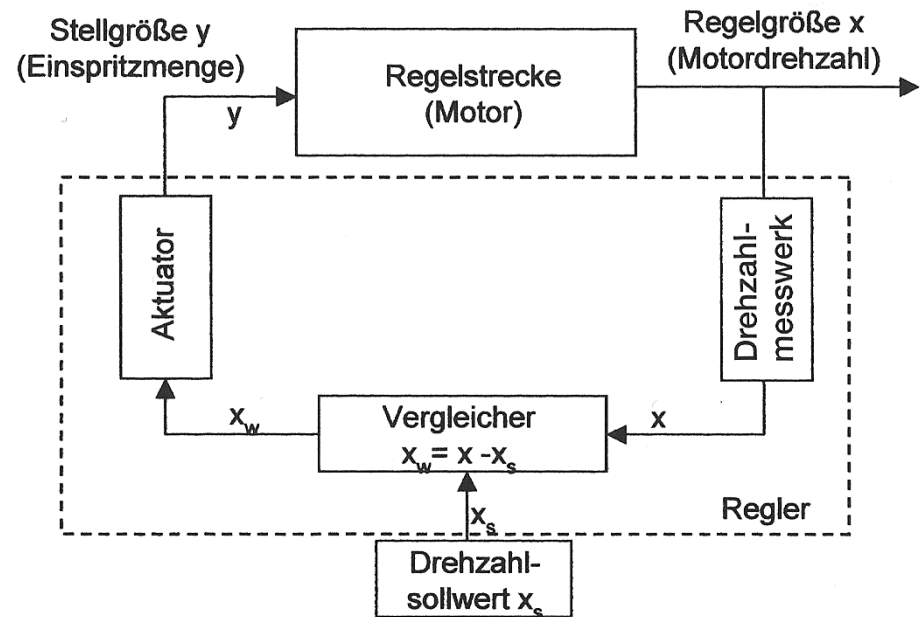 Stellgröße y
(Einspritzmenge)
Regelgröße x
(Motordrehzahl)
Regelstrecke
(Motor)
y
Aktuator
Drehzahl-
messwerk
x_w
Vergleicher
x_w = x - x_s
x
x_s
Regler
Drehzahl-
sollwert x_s